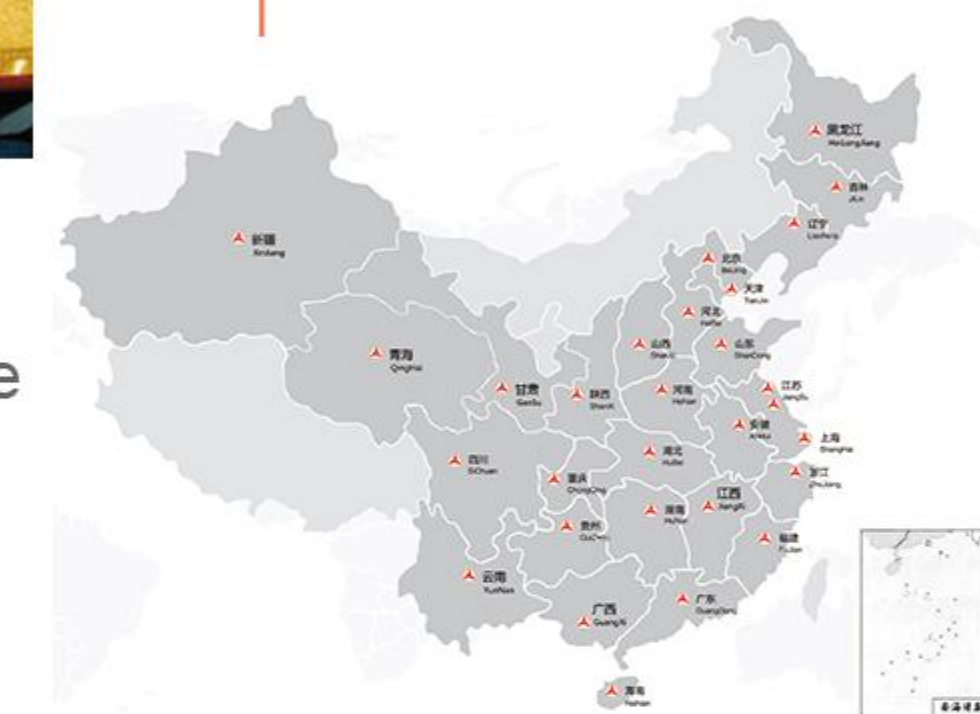 黑龙江
HeiLongJiang
吉林
JiLin
辽宁
LiaoNing
新疆
XinJiang
北京
BeiJing
天津
TianJin
河北
HeBei
山西
ShanXi
山东
ShanDong
青海
QingHai
e
甘肃
GanSu
陕西
ShanXi
河南
HeNan
江苏
JiangSu
安徽
AnHui
上海
ShangHai
四川
SiChuan
湖北
HuBei
重庆
ChongQing
浙江
ZheJiang
江西
JiangXi
湖南
HuNan
贵州
福建
FuJian
云南
YunNan
广西
GuangXi
广东
GuangDong
海南
HaiNan
南海诸